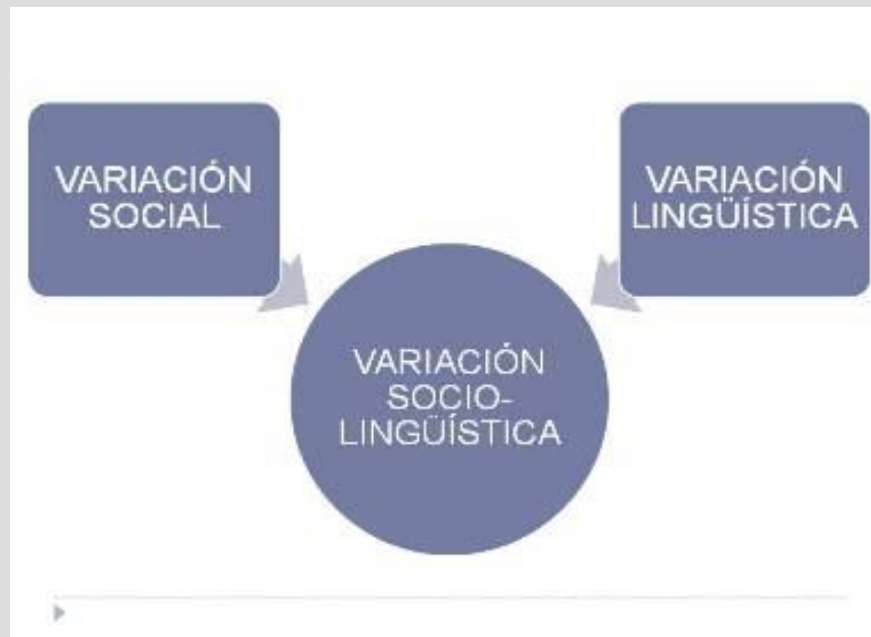 VARIACIÓN
SOCIAL
VARIACIÓN
LINGÜÍSTICA
VARIACIÓN
SOCIO-
LINGÜÍSTICA